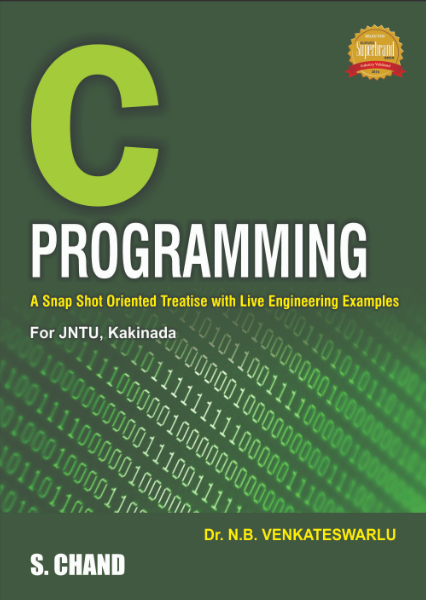 Superbrand
C
PROGRAMMING
A Snap Shot Oriented Treatise with Live Engineering Examples
For JNTU, Kakinada
Dr. N.B. VENKATESWARLU
S. CHAND